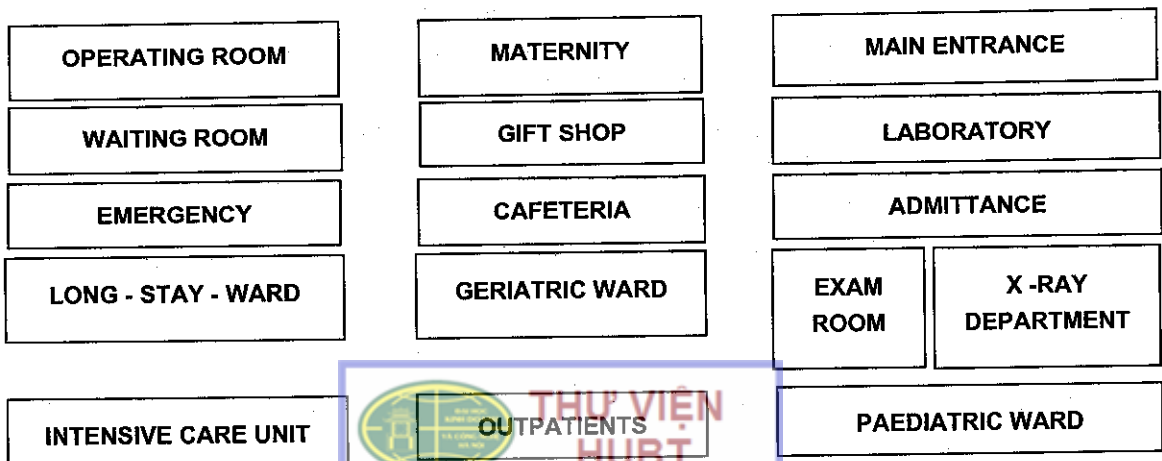 OPERATING ROOM
MATERNITY
MAIN ENTRANCE
WAITING ROOM
GIFT SHOP
LABORATORY
EMERGENCY
CAFETERIA
ADMITTANCE
LONG - STAY - WARD
GERIATRIC WARD
EXAM
ROOM
X -RAY
DEPARTMENT
INTENSIVE CARE UNIT
OUTPATIENTS
PAEDIATRIC WARD
THƯ VIỆN
HUBT